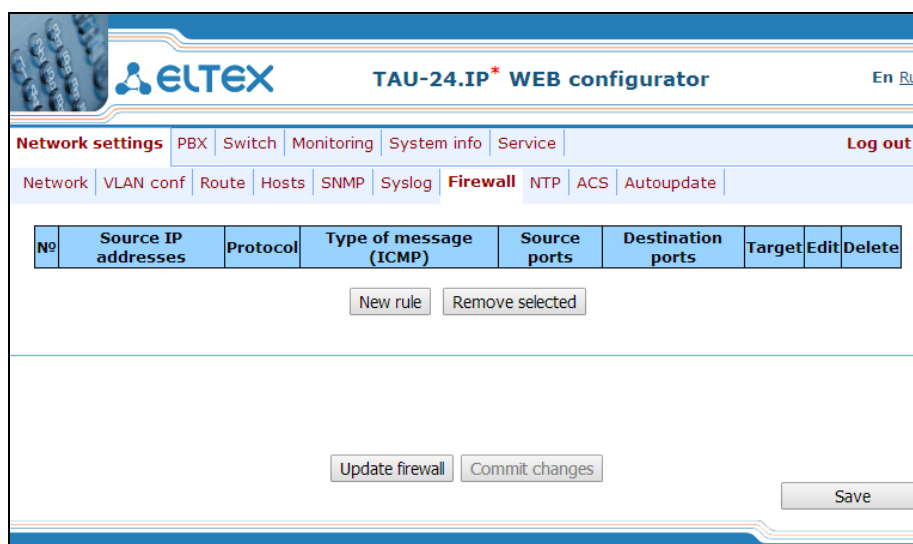 ELTEX
TAU-24.IP* WEB configurator
En Ru
Network settings PBX Switch Monitoring System info Service Log out
Network VLAN conf Route Hosts SNMP Syslog Firewall NTP ACS Autoupdate
№ Source IP addresses Protocol Type of message (ICMP) Source ports Destination ports Target Edit Delete
New rule Remove selected
Update firewall Commit changes
Save